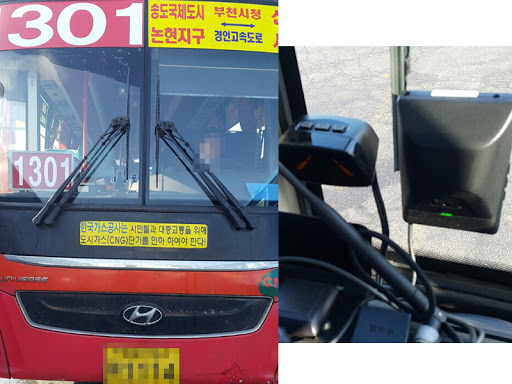 301
송도국제도시 부천시청
논현지구 경인고속도로
1301
한국가스공사는 시민들과 대중교통을 위해
도시가스(CNG)단가를 인하 하여야 한다!
UNIVERSE